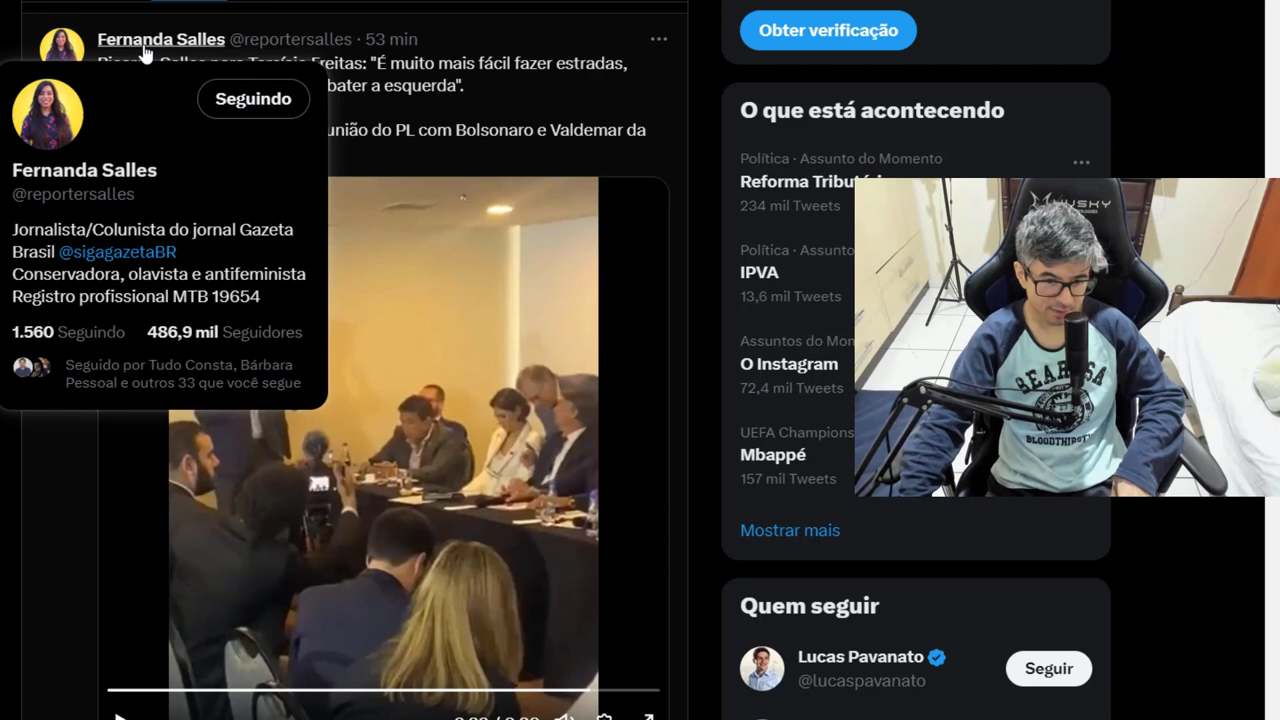 Fernanda Salles @reportersalles · 53 min
Freitas: "É muito mais fácil fazer estradas,
bater a esquerda".
união do PL com Bolsonaro e Valdemar da
Seguindo
Fernanda Salles
@reportersalles
Jornalista/Colunista do jornal Gazeta
Brasil @sigagazetaBR
Conservadora, olavista e antifeminista
Registro profissional MTB 19654
1.560 Seguindo 486,9 mil Seguidores
Seguido por Tudo Consta, Bárbara
Pessoal e outros 33 que você segue
Obter verificação
O que está acontecendo
Política · Assunto do Momento
Reforma
234 mil Tweets
Política · Assunto
IPVA
13,6 mil Tweets
Assuntos do
O Instagram
72,4 mil Tweets
UEFA Champions
Mbappé
157 mil Tweets
Mostrar mais
Quem seguir
Lucas Pavanato
@lucaspavanato
Seguir
BLOODTHIRSTY